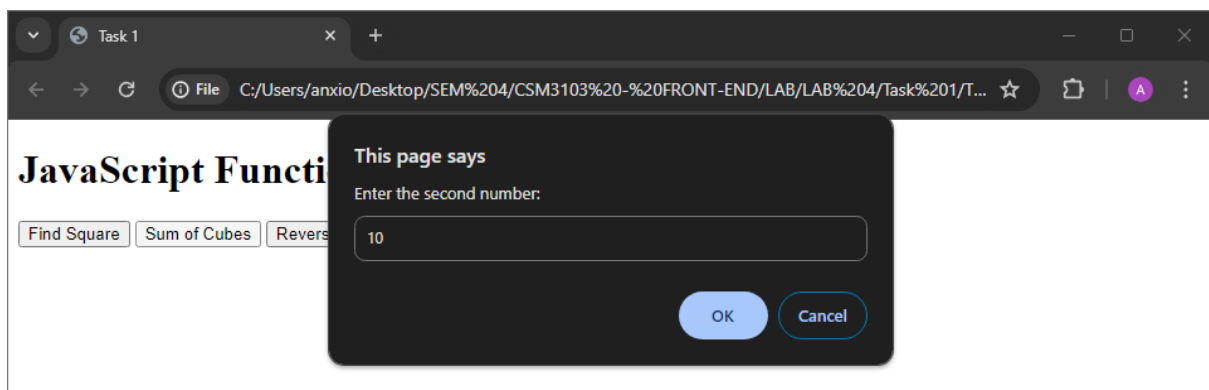 Task 1
File C:/Users/anxio/Desktop/SEM%204/CSM3103%20-%20FRONT-END/LAB/LAB%204/Task%201/T...
A
This page says
JavaScript Functi
Enter the second number:
Find Square Sum of Cubes Revers
10
OK Cancel